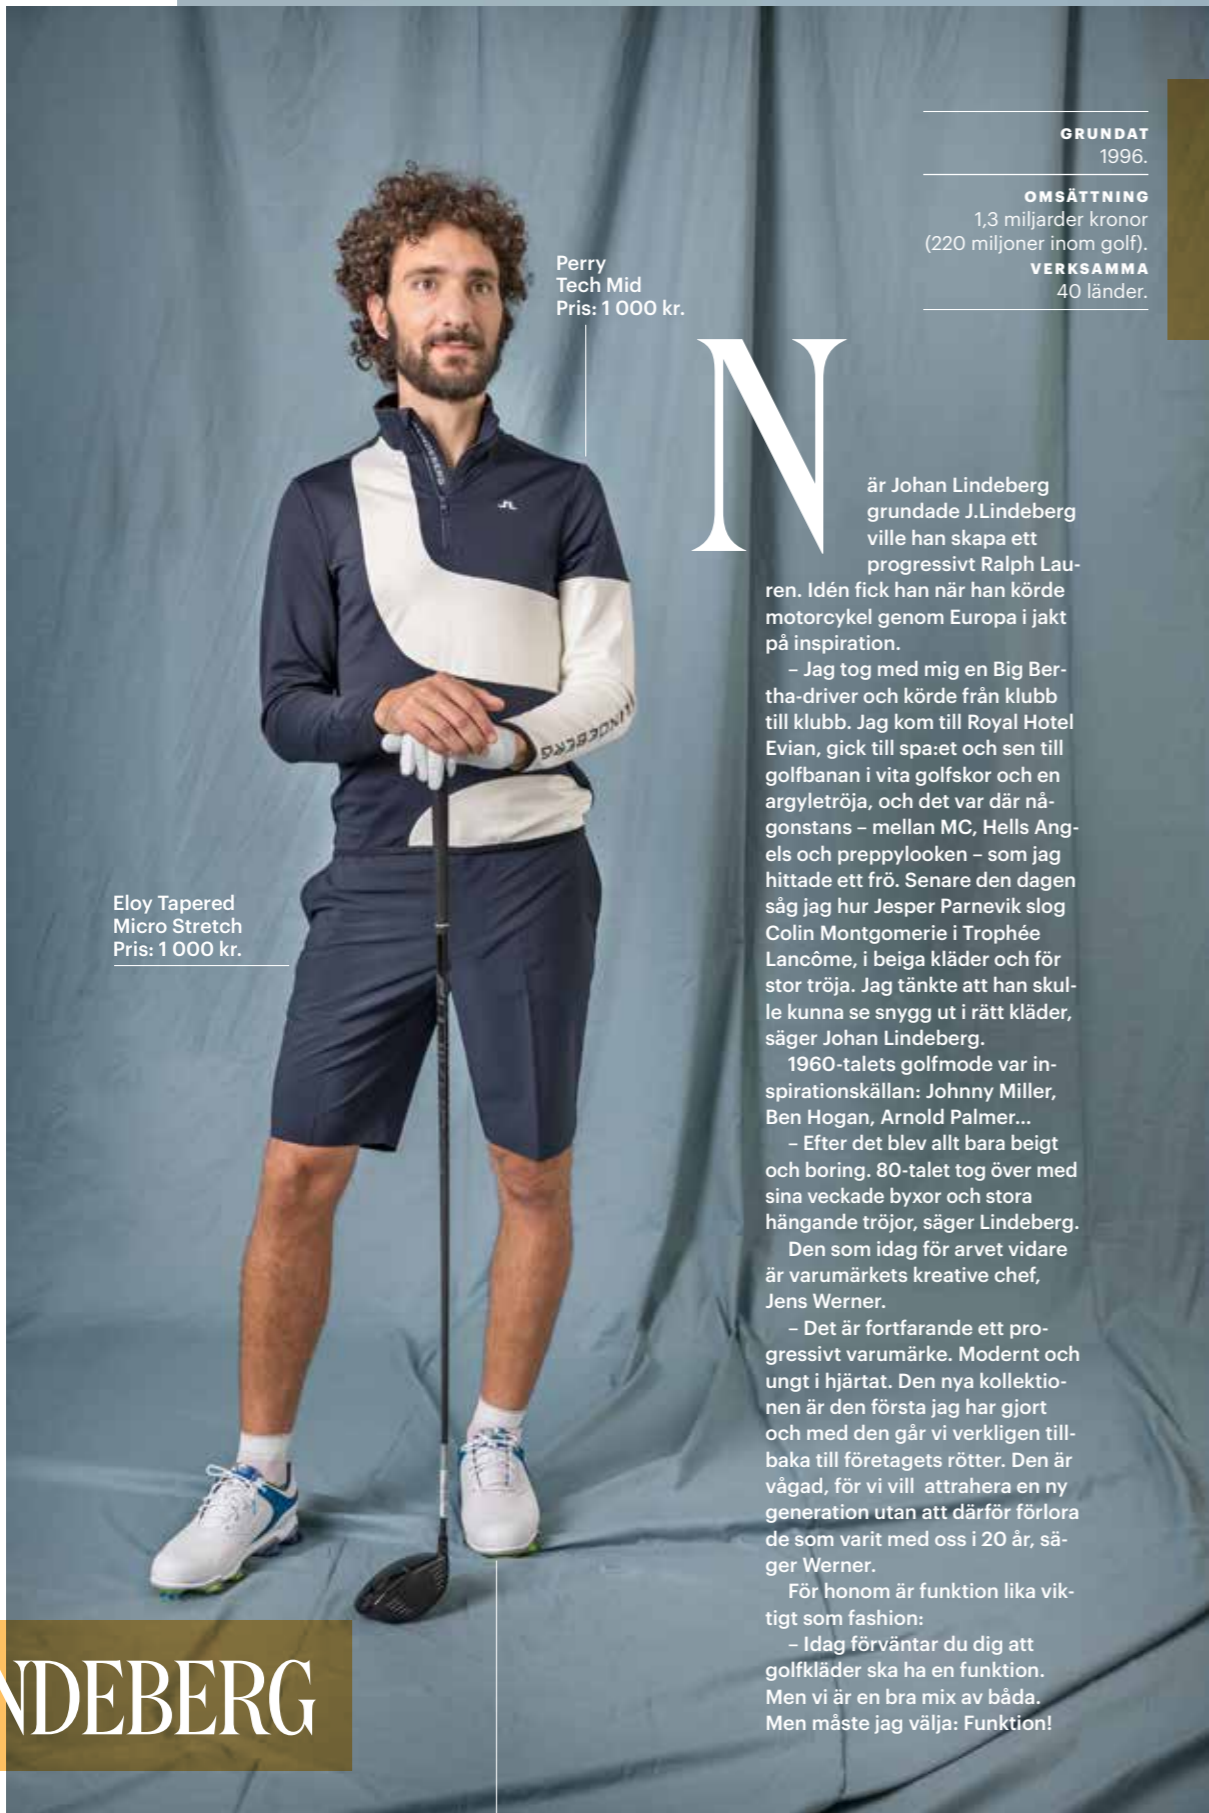 GRUNDAT
1996.
OMSÄTTNING
1,3 miljarder kronor
(220 miljoner inom golf).
VERKSAMMA
40 länder.
Perry
Tech Mid
Pris: 1 000 kr.
Eloy Tapered
Micro Stretch
Pris: 1 000 kr.
LINDEBERG
När Johan Lindeberg
grundade J.Lindeberg
ville han skapa ett
progressivt Ralph Lau-
ren. Idén fick han när han körde
motorcykel genom Europa i jakt
på inspiration.
– Jag tog med mig en Big Ber-
tha-driver och körde från klubb
till klubb. Jag kom till Royal Hotel
Evian, gick till spa:et och sen till
golfbanan i vita golfskor och en
argyletröja, och det var där nå-
gonstans – mellan MC, Hells Ang-
els och preppylooken – som jag
hittade ett frö. Senare den dagen
såg jag hur Jesper Parnevik slog
Colin Montgomerie i Trophée
Lancôme, i beiga kläder och för
stor tröja. Jag tänkte att han skul-
le kunna se snygg ut i rätt kläder,
säger Johan Lindeberg.
1960-talets golfmode var in-
spirationskällan: Johnny Miller,
Ben Hogan, Arnold Palmer...
– Efter det blev allt bara beigt
och boring. 80-talet tog över med
sina veckade byxor och stora
hängande tröjor, säger Lindeberg.
Den som idag för arvet vidare
är varumärkets kreative chef,
Jens Werner.
– Det är fortfarande ett pro-
gressivt varumärke. Modernt och
ungt i hjärtat. Den nya kollektio-
nen är den första jag har gjort
och med den går vi verkligen till-
baka till företagets rötter. Den är
vågad, för vi vill attrahera en ny
generation utan att därför förlora
de som varit med oss i 20 år, sä-
ger Werner.
För honom är funktion lika vik-
tigt som fashion:
– Idag förväntar du dig att
golfkläder ska ha en funktion.
Men vi är en bra mix av båda.
Men måste jag välja: Funktion!
NDEBERG